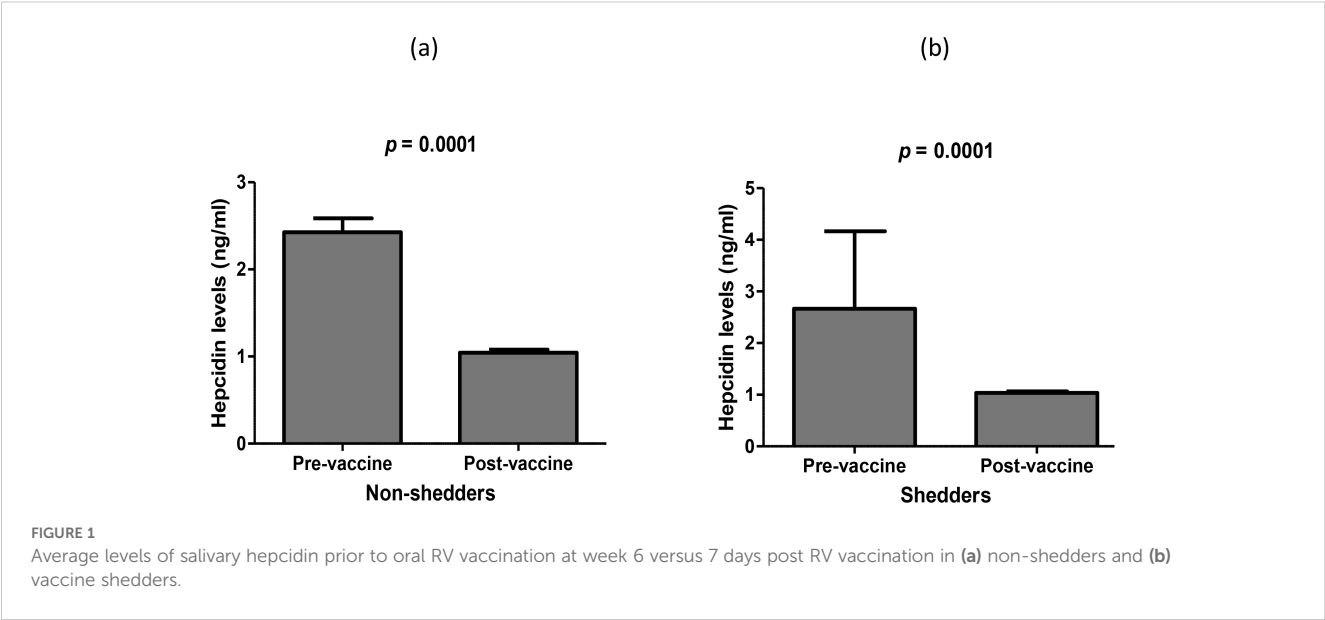 (a)
p = 0.0001
Hepcidin levels (ng/ml)
3
2
1
0
Pre-vaccine Post-vaccine
Non-shedders
(b)
p = 0.0001
Hepcidin levels (ng/ml)
5
4
3
2
1
0
Pre-vaccine Post-vaccine
Shedders
FIGURE 1
Average levels of salivary hepcidin prior to oral RV vaccination at week 6 versus 7 days post RV vaccination in (a) non-shedders and (b)
vaccine shedders.